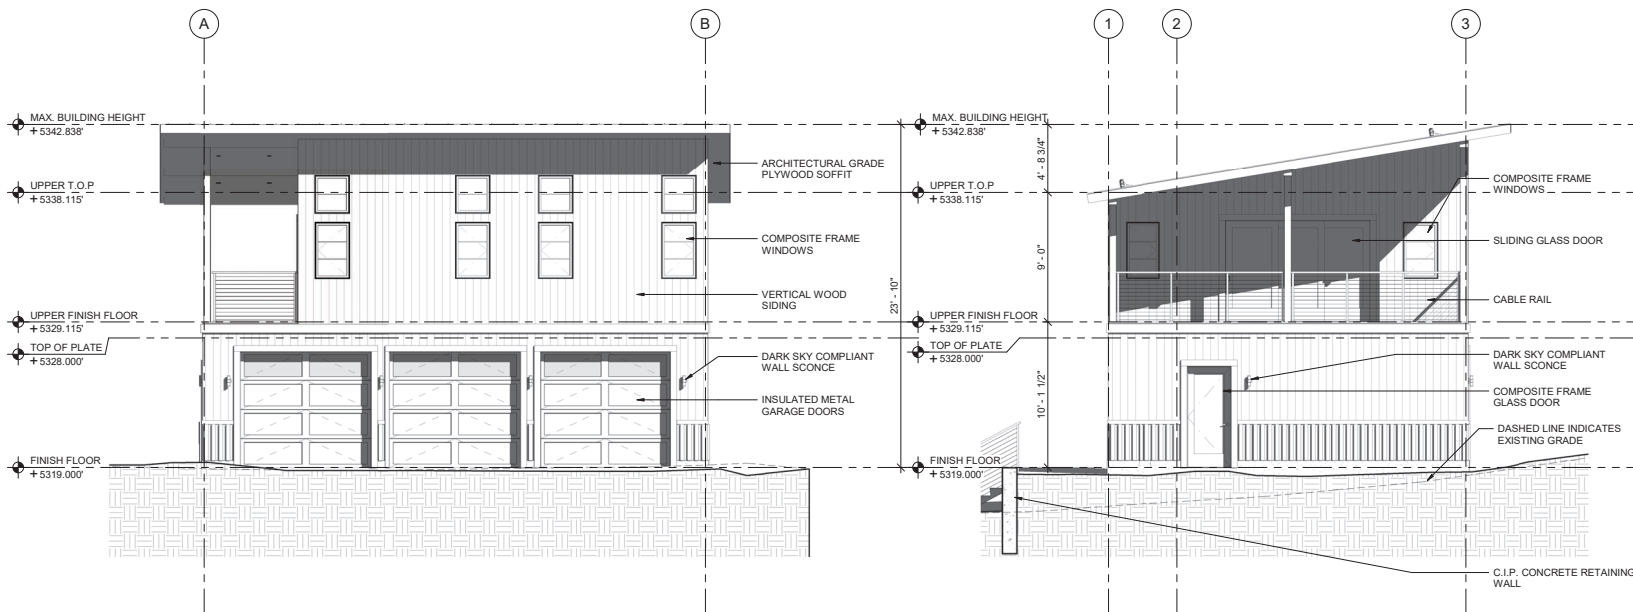 A
B
1
2
3
MAX. BUILDING HEIGHT
+ 5342.838'
UPPER T.O.P
+ 5338.115'
UPPER FINISH FLOOR
+ 5329.115'
TOP OF PLATE
+ 5328.000'
FINISH FLOOR
+ 5319.000'
ARCHITECTURAL GRADE
PLYWOOD SOFFIT
COMPOSITE FRAME
WINDOWS
VERTICAL WOOD
SIDING
DARK SKY COMPLIANT
WALL SCONCE
INSULATED METAL
GARAGE DOORS
23' - 10"
MAX. BUILDING HEIGHT
+ 5342.838'
UPPER T.O.P
+ 5338.115'
UPPER FINISH FLOOR
+ 5329.115'
TOP OF PLATE
+ 5328.000'
FINISH FLOOR
+ 5319.000'
4' - 8 3/4"
9' - 0"
10' - 1 1/2"
COMPOSITE FRAME
WINDOWS
SLIDING GLASS DOOR
CABLE RAIL
DARK SKY COMPLIANT
WALL SCONCE
COMPOSITE FRAME
GLASS DOOR
DASHED LINE INDICATES
EXISTING GRADE
C.I.P. CONCRETE RETAINING
WALL